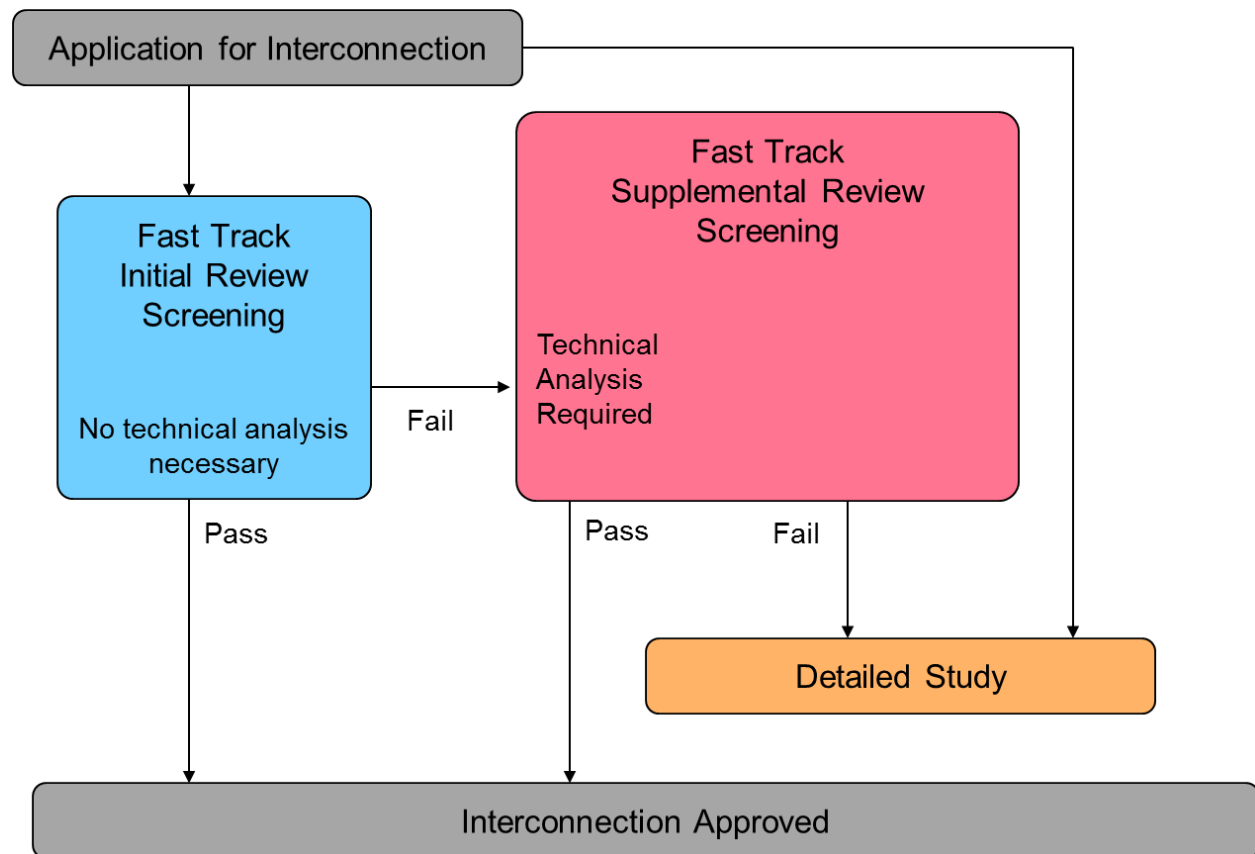 Application for Interconnection
Fast Track
Initial Review
Screening
No technical analysis
necessary
Fail
Fast Track
Supplemental Review
Screening
Technical
Analysis
Required
Pass
Pass
Fail
Detailed Study
Interconnection Approved